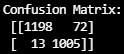 Confusion Matrix:
[[1198   72]
[  13 1005]]